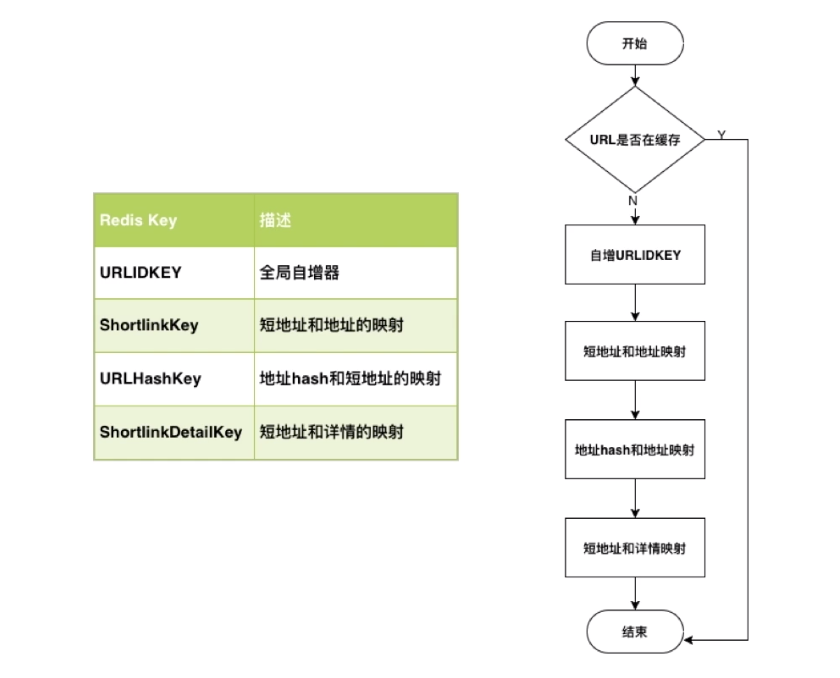 Redis Key 描述
URLIDKEY 全局自增器
ShortlinkKey 短地址和地址的映射
URLHashKey 地址hash和短地址的映射
ShortlinkDetailKey 短地址和详情的映射
开始
URL是否在缓存
Y
N
自增URLIDKEY
短地址和地址映射
地址hash和地址映射
短地址和详情映射
结束